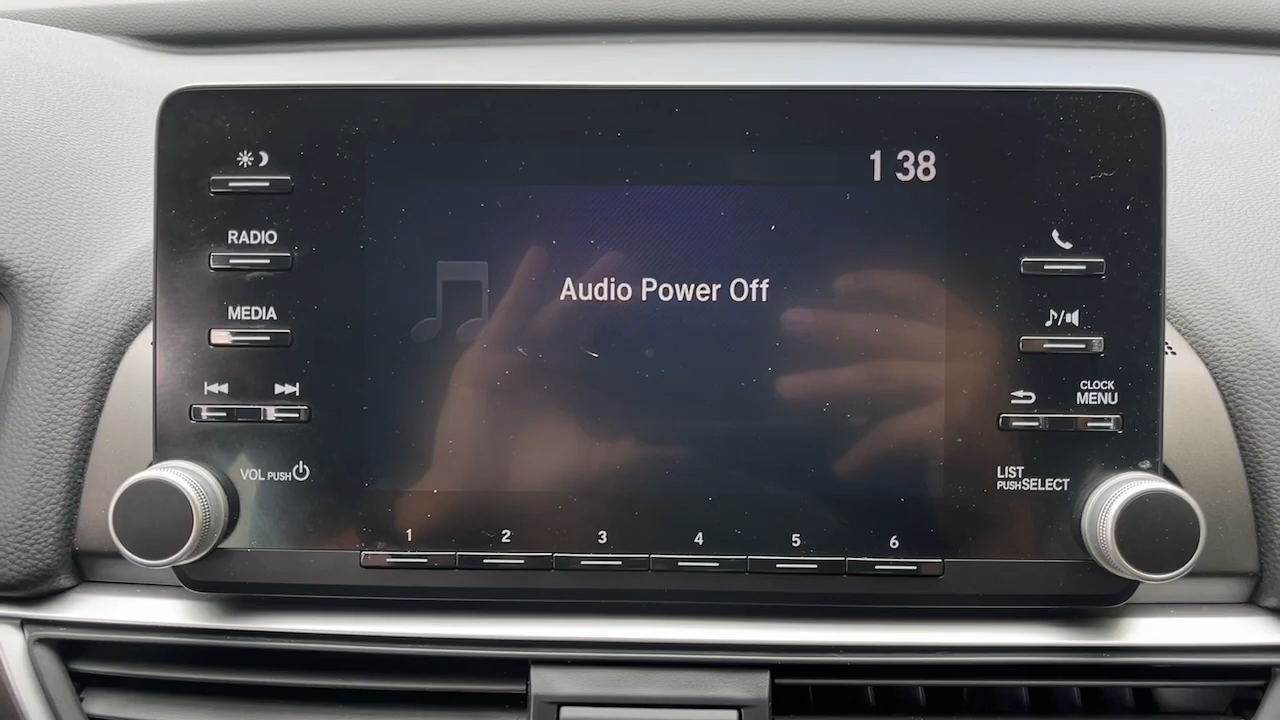 1 38
RADIO
Audio Power Off
MEDIA
CLOCK
MENU
VOL PUSH
LIST
PUSH SELECT
1 2 3 4 5 6